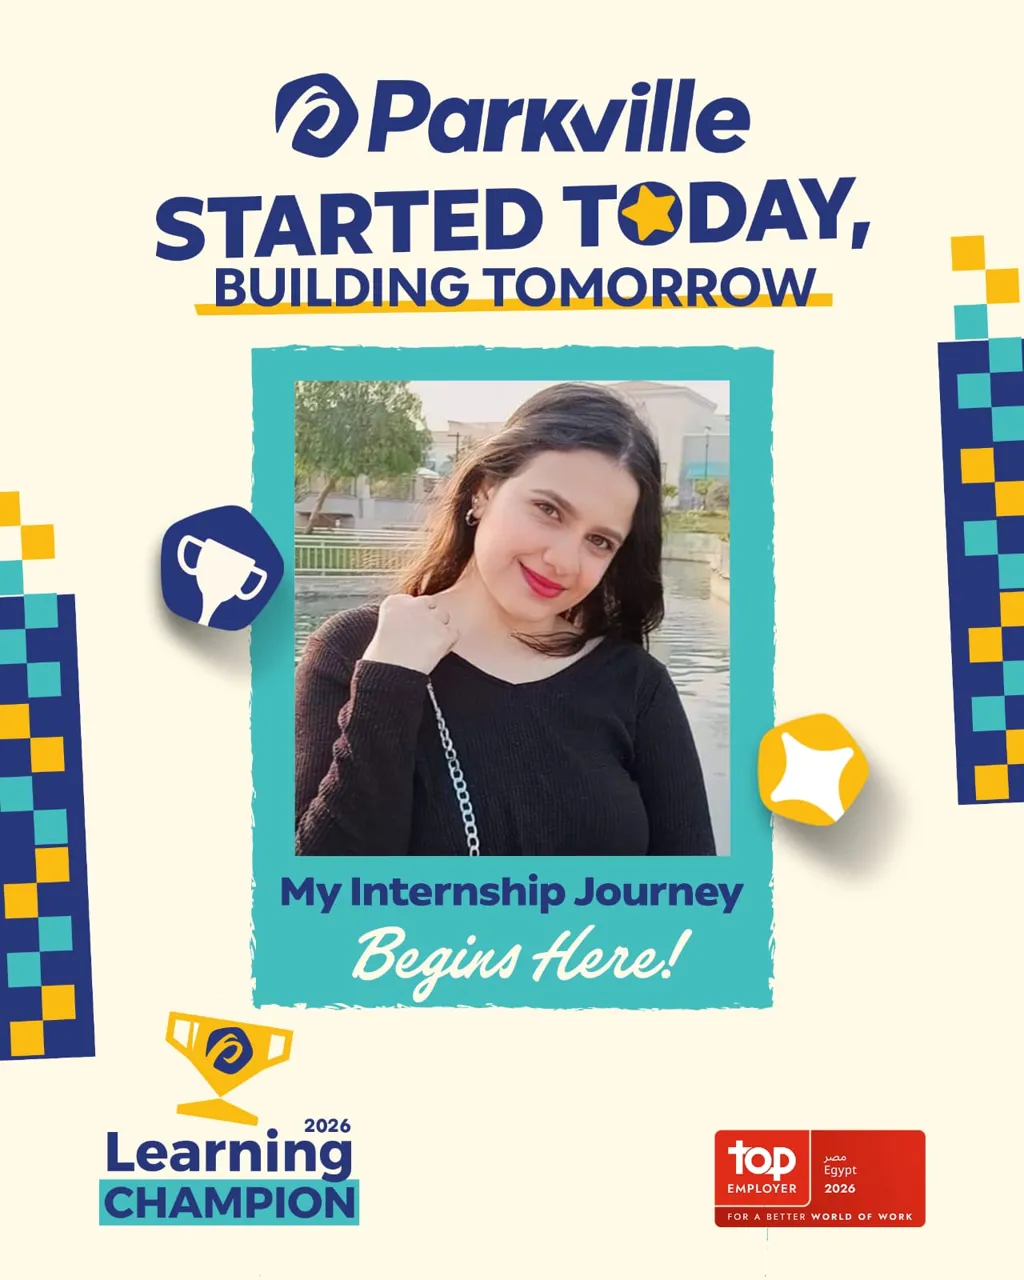 Parkville
STARTED TODAY,
BUILDING TOMORROW
My Internship Journey
Begins Here!
2026
Learning
CHAMPION
top
EMPLOYER
مصر
Egypt
2026
FOR A BETTER WORLD OF WORK